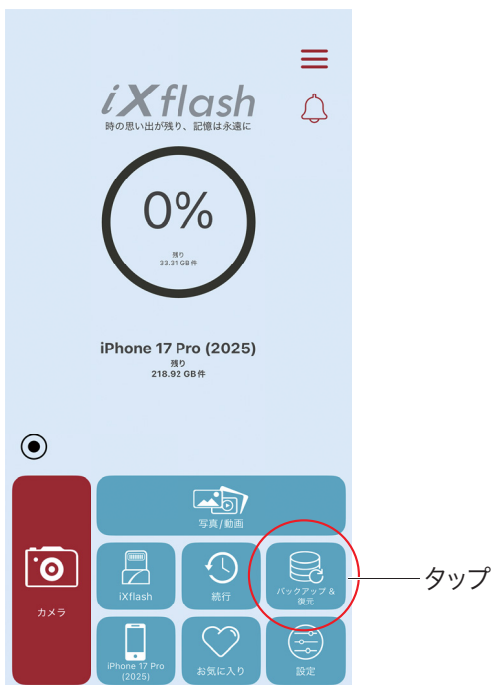 iXflash
時の思い出が残り、記憶は永遠に
0%
残り
23.31 GB 件
iPhone 17 Pro (2025)
残り
218.92 GB 件
写真/動画
カメラ
iXflash
続行
バックアップ &
復元
タップ
iPhone 17 Pro
(2025)
お気に入り
設定